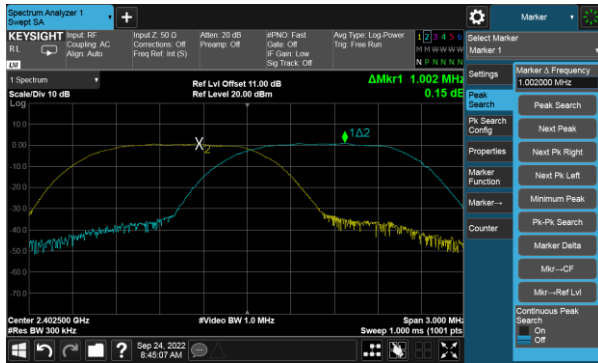 Spectrum Analyzer 1
Swept SA
+
Marker
KEYSIGHT Input: RF Input Z: 50 Ω Atten: 20 dB #PNO: Fast Avg Type: Log-Power 1 2 3 4 5 6
RL Coupling: AC Corrections: Off Preamp: Off Gate: Off Trig: Free Run M M W W W W
Align: Auto Freq Ref: Int (S) IF Gain: Low N P N N N N
Sig Track: Off
LXI
Select Marker
Marker 1
1 Spectrum
Scale/Div 10 dB
Ref Lvl Offset 11.00 dB
Ref Level 20.00 dBm
ΔMkr1 1.002 MHz
0.15 dB
Log
10.0
0.00
-10.0
-20.0
-30.0
-40.0
-50.0
-60.0
-70.0
X2
1Δ2
Center 2.402500 GHz #Video BW 1.0 MHz Span 3.000 MHz
#Res BW 300 kHz Sweep 1.000 ms (1001 pts
Sep 24, 2022
8:45:07 AM
?
Settings
Peak Search
Pk Search Config
Properties
Marker Function
Marker→
Counter
Marker Δ Frequency
1.002000 MHz
Peak Search
Next Peak
Next Pk Right
Next Pk Left
Minimum Peak
Pk-Pk Search
Marker Delta
Mkr→CF
Mkr→Ref Lvl
Continuous Peak
Search
On
Off